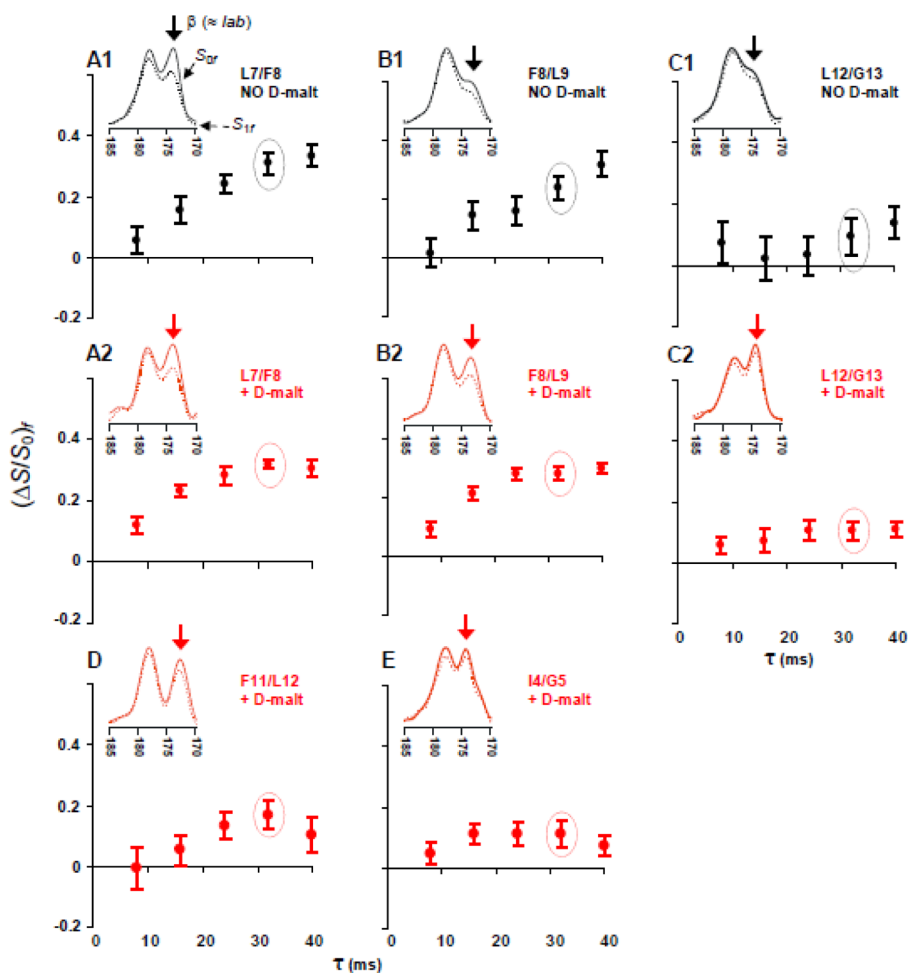 β (≈ lab)
A1
S0f
L7/F8
NO D-malt
S1f
185
180
175
170
0.4
0.2
0
-0.2
B1
F8/L9
NO D-malt
185
180
175
170
C1
L12/G13
NO D-malt
185
180
175
170
A2
L7/F8
+ D-malt
185
180
175
170
0.4
0.2
0
-0.2
B2
F8/L9
+ D-malt
185
180
175
170
C2
L12/G13
+ D-malt
185
180
175
170
0 10 20 30 40
τ (ms)
(ΔS/S0)f
D
F11/L12
+ D-malt
185
180
175
170
0.4
0.2
0
-0.2
0 10 20 30 40
E
I4/G5
+ D-malt
185
180
175
170
0 10 20 30 40
τ (ms)